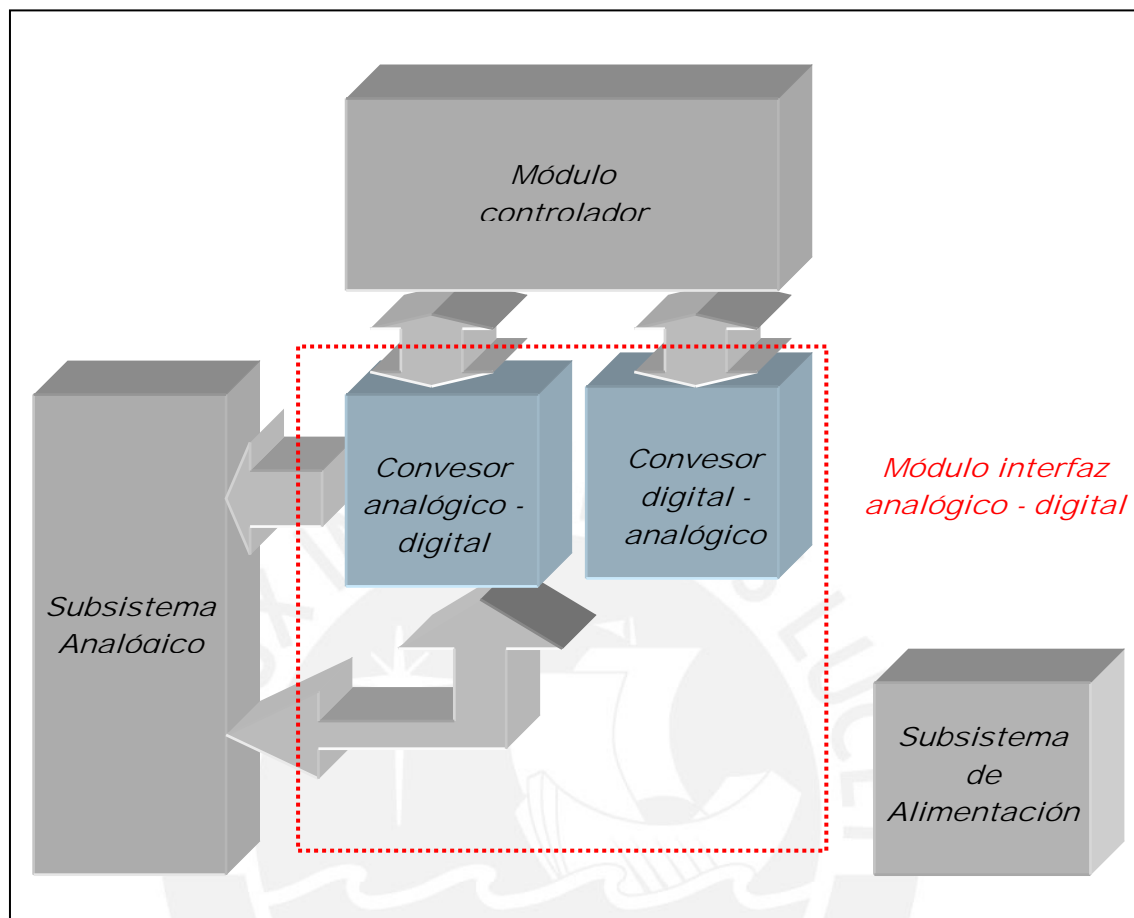 Módulo
controlador
Convesor
analógico -
digital
Convesor
digital -
analógico
Módulo interfaz
analógico - digital
Subsistema
Analógico
Subsistema
de
Alimentación